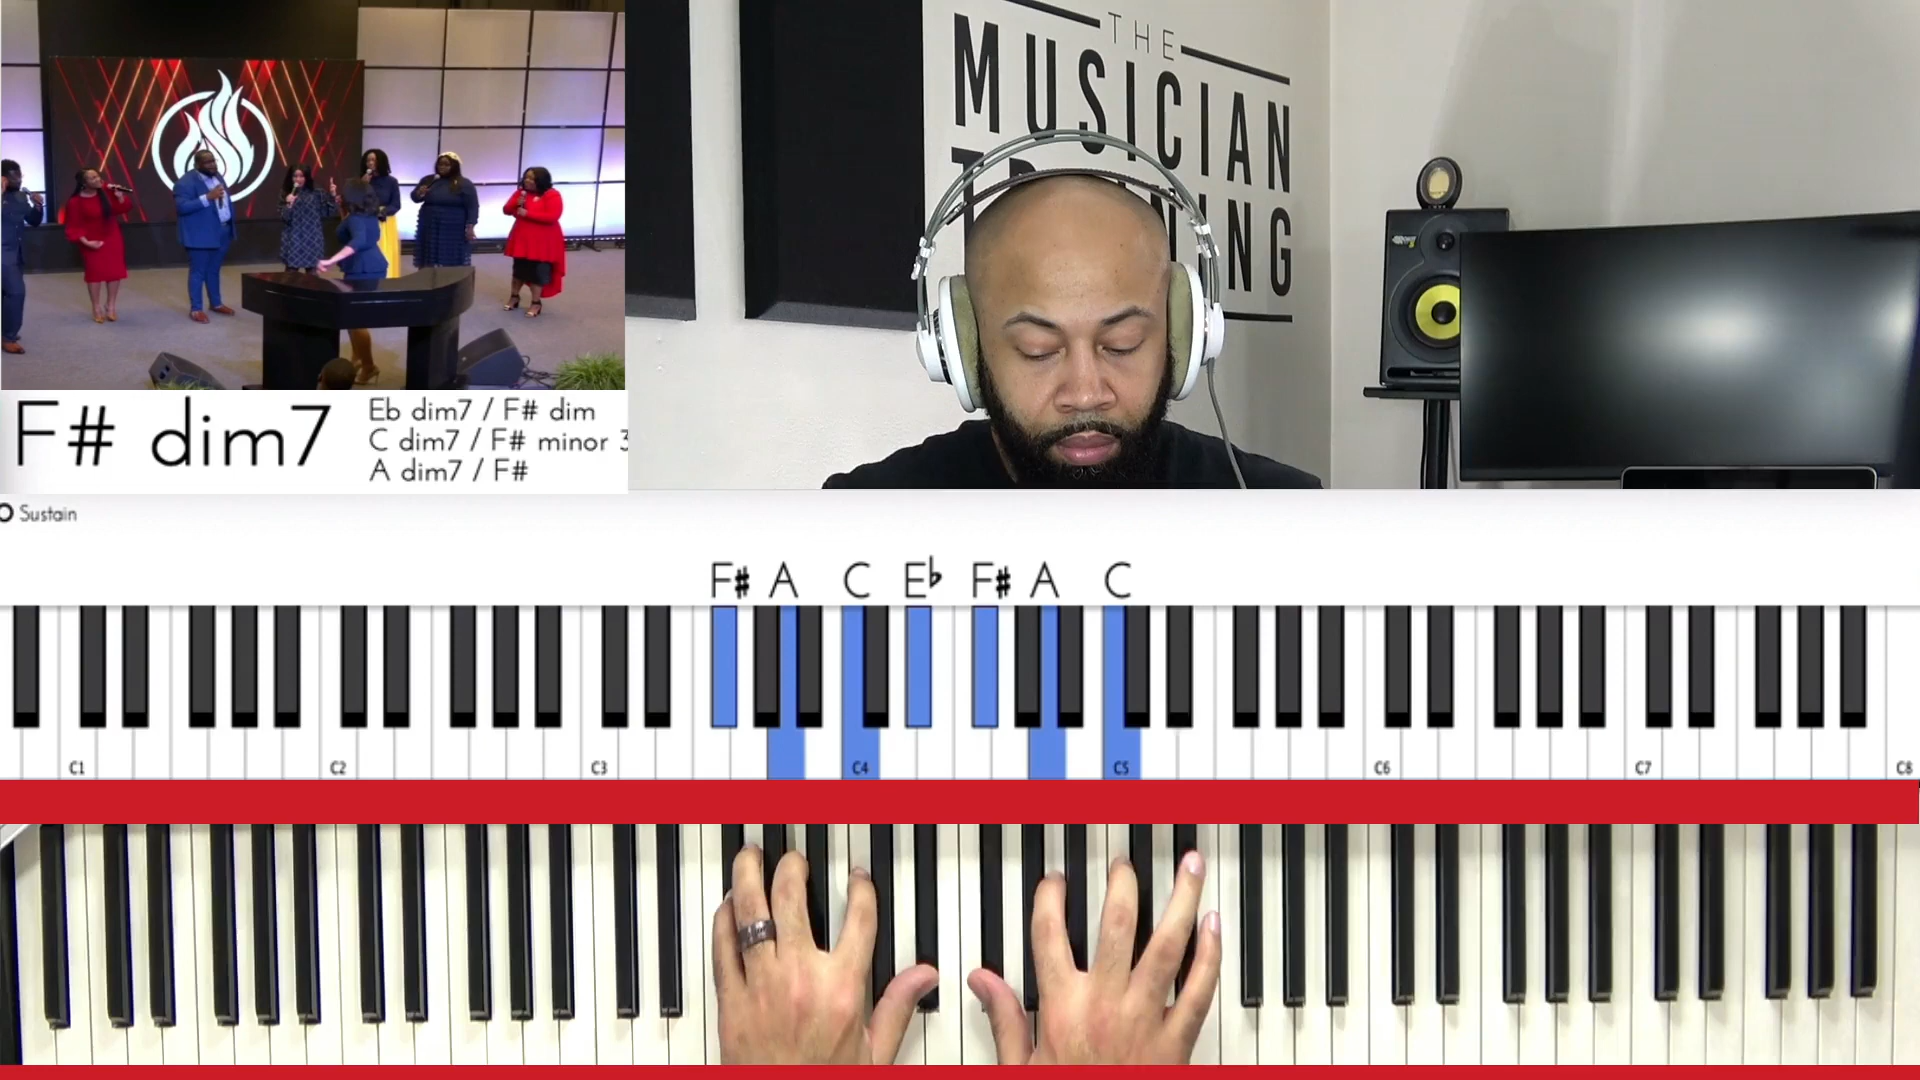 THE
MUSICIAN
TRAINING
F# dim7
Eb dim7 / F# dim
C dim7 / F# minor 3
A dim7 / F#
Sustain
F# A C E♭ F# A C
C1 C2 C3 C4 C5 C6 C7 C8